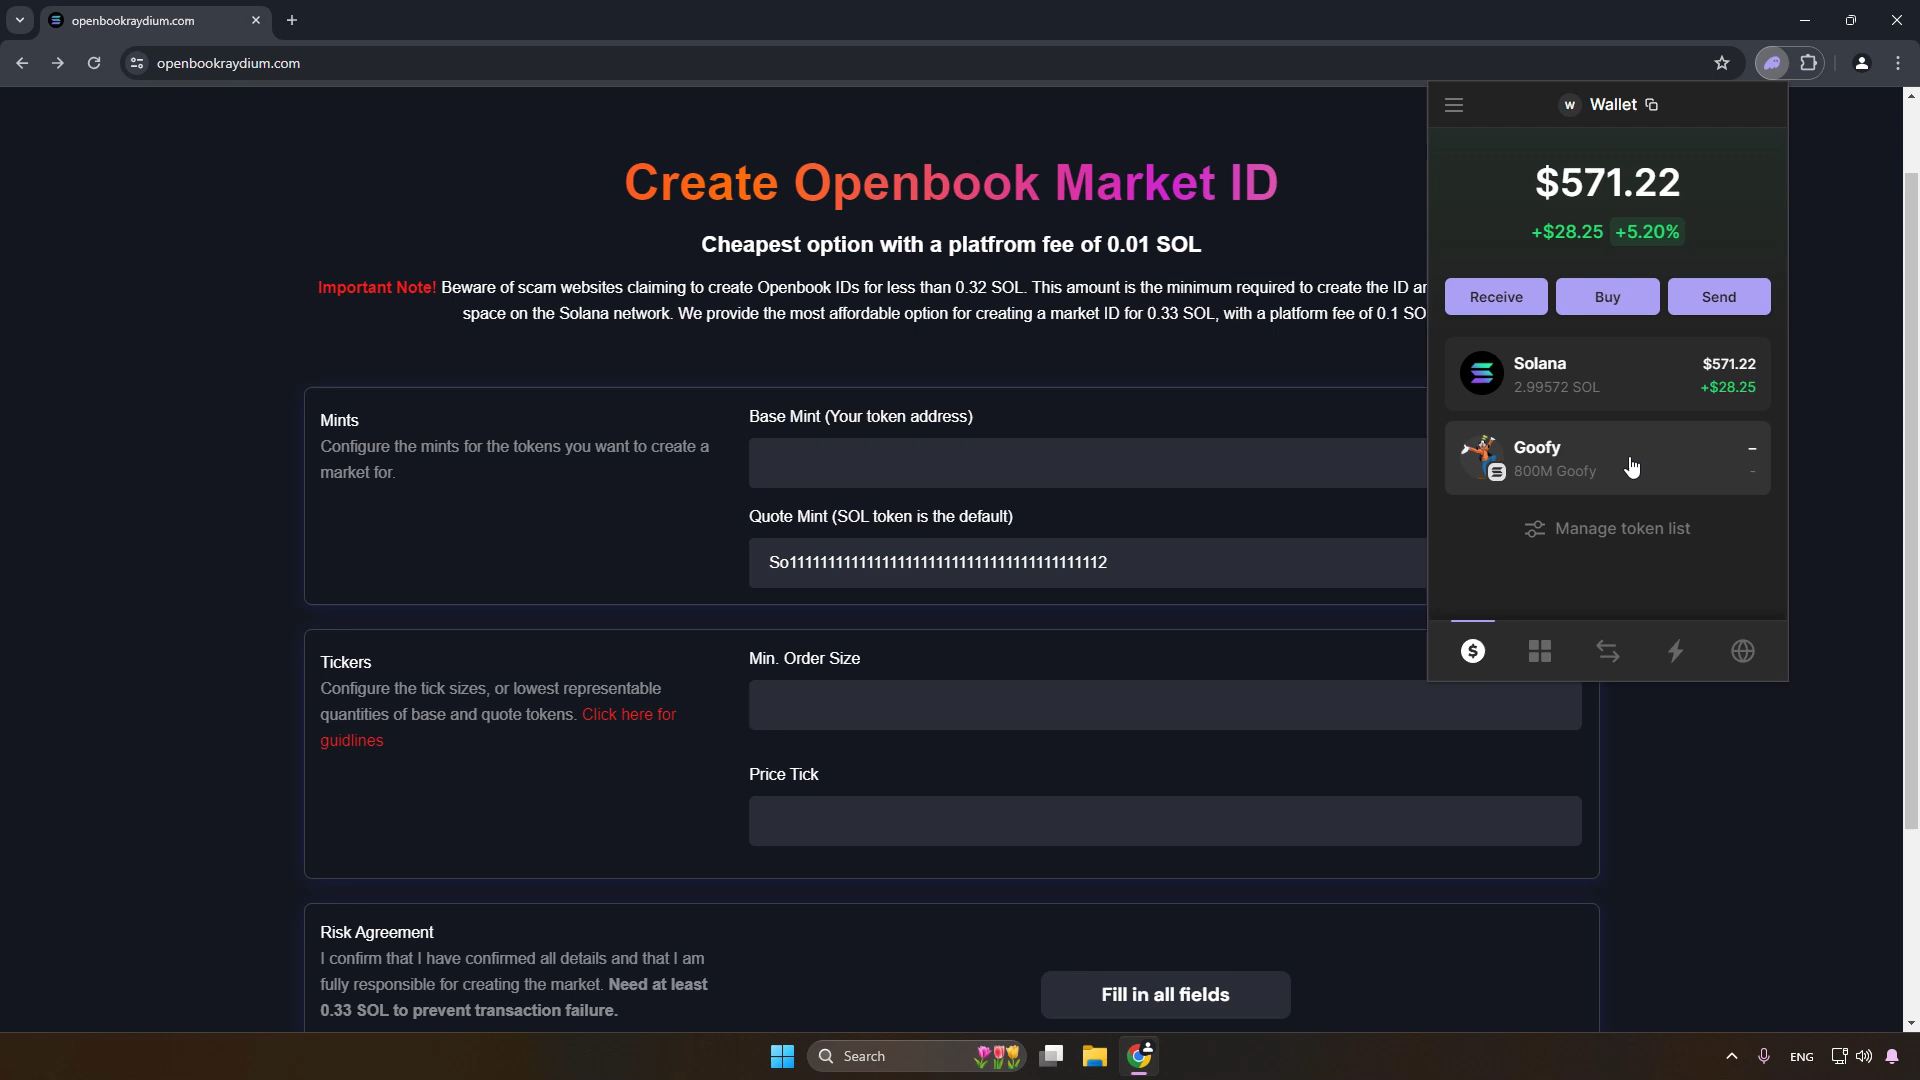 openbookraydium.com
openbookraydium.com
Create Openbook Market ID
Cheapest option with a platfrom fee of 0.01 SOL
Important Note! Beware of scam websites claiming to create Openbook IDs for less than 0.32 SOL. This amount is the minimum required to create the ID
space on the Solana network. We provide the most affordable option for creating a market ID for 0.33 SOL, with a platform fee of 0.1
Mints
Configure the mints for the tokens you want to create a
market for.
Base Mint (Your token address)
Quote Mint (SOL token is the default)
So11111111111111111111111111111111111111112
Tickers
Configure the tick sizes, or lowest representable
quantities of base and quote tokens. Click here for
guidlines
Min. Order Size
Price Tick
Risk Agreement
I confirm that I have confirmed all details and that I am
fully responsible for creating the market. Need at least
0.33 SOL to prevent transaction failure.
Fill in all fields
W Wallet
$571.22
+$28.25 +5.20%
Receive Buy Send
Solana $571.22
2.99572 SOL +$28.25
Goofy –
800M Goofy -
Manage token list
Search
ENG